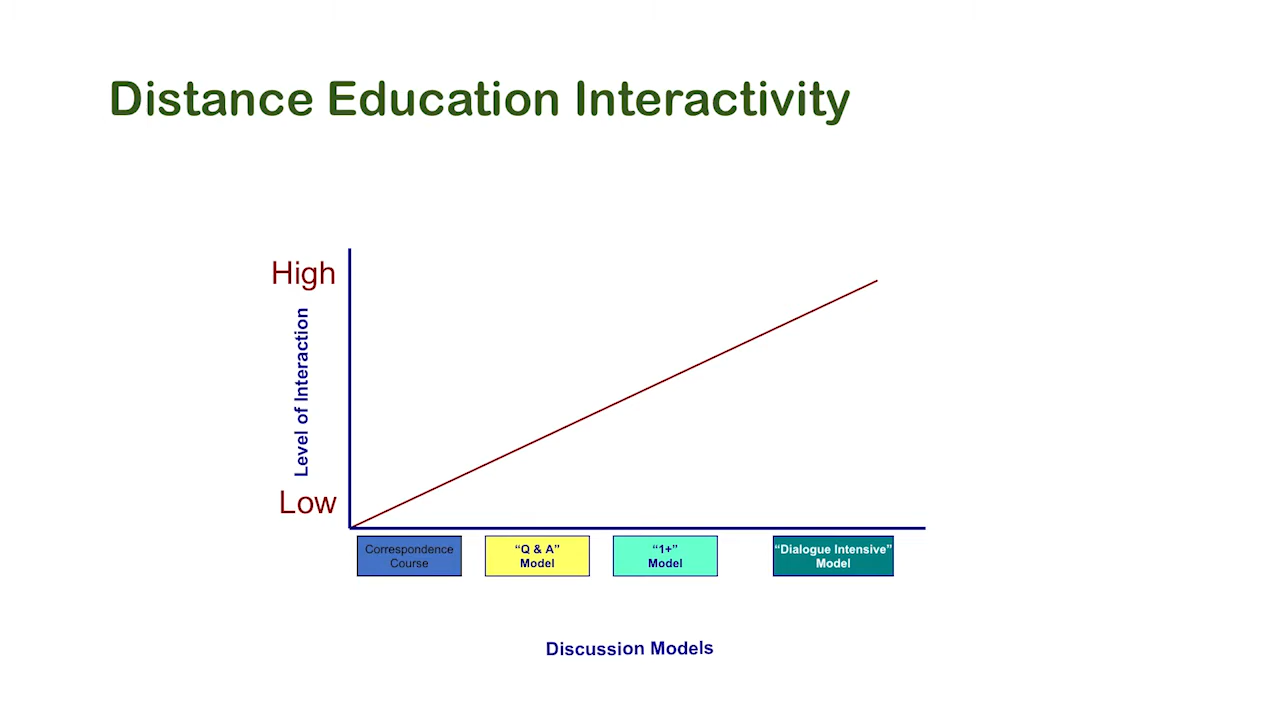 Distance Education Interactivity
High
Level of Interaction
Low
Correspondence
Course
“Q & A”
Model
“1+”
Model
“Dialogue Intensive”
Model
Discussion Models